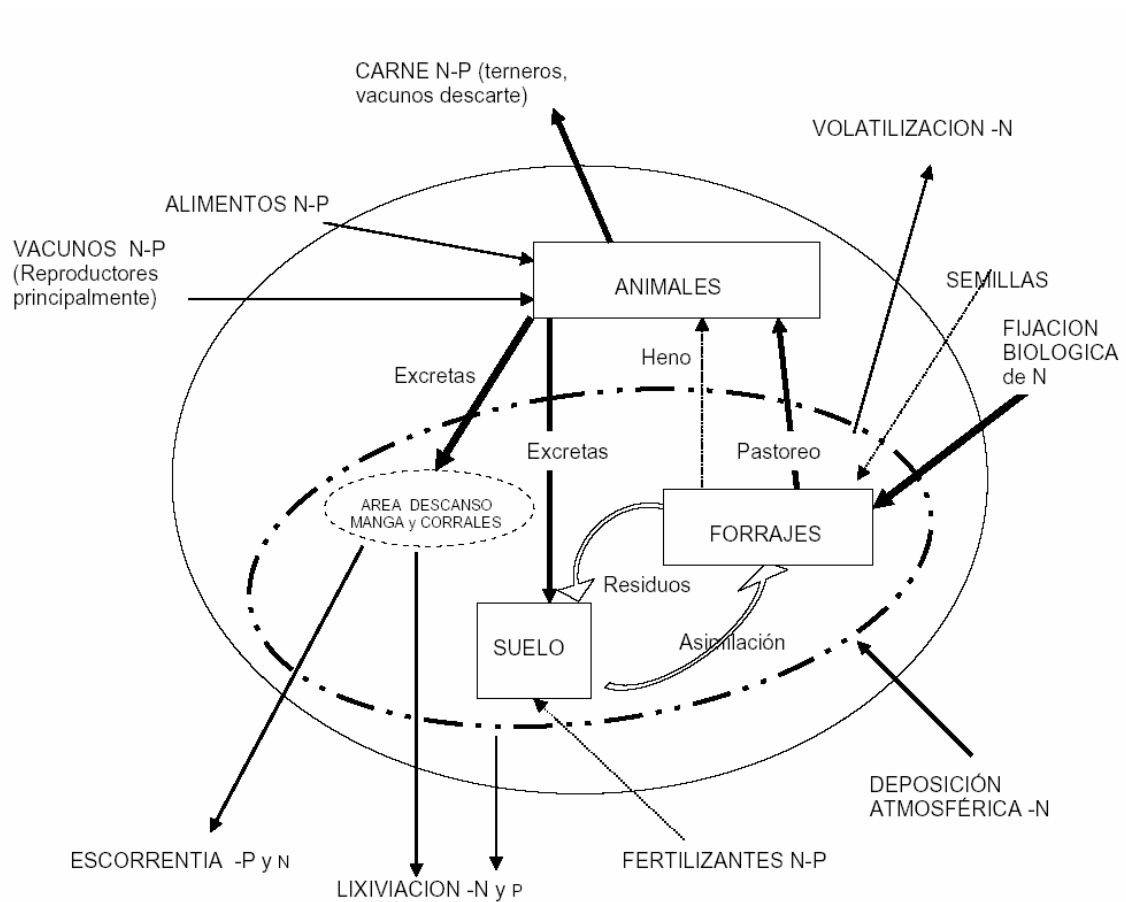 CARNE N-P (terneros,
vacunos descarte)
VOLATILIZACION -N
ALIMENTOS N-P
VACUNOS N-P
(Reproductores
principalmente)
ANIMALES
SEMILLAS
FIJACION
BIOLOGICA
de N
Heno
Excretas
Excretas
Pastoreo
AREA DESCANSO
MANGA y CORRALES
FORRAJES
Residuos
SUELO
Asimilación
DEPOSICIÓN
ATMOSFÉRICA -N
ESCORRENTIA -P y N
FERTILIZANTES N-P
LIXIVIACION -N y P